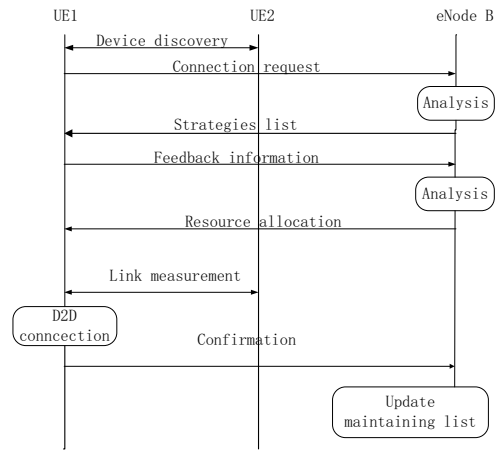 UE1 UE2 eNode B
Device discovery
Connection request
Analysis
Strategies list
Feedback information
Analysis
Resource allocation
Link measurement
D2D
conncection
Confirmation
Update
maintaining list